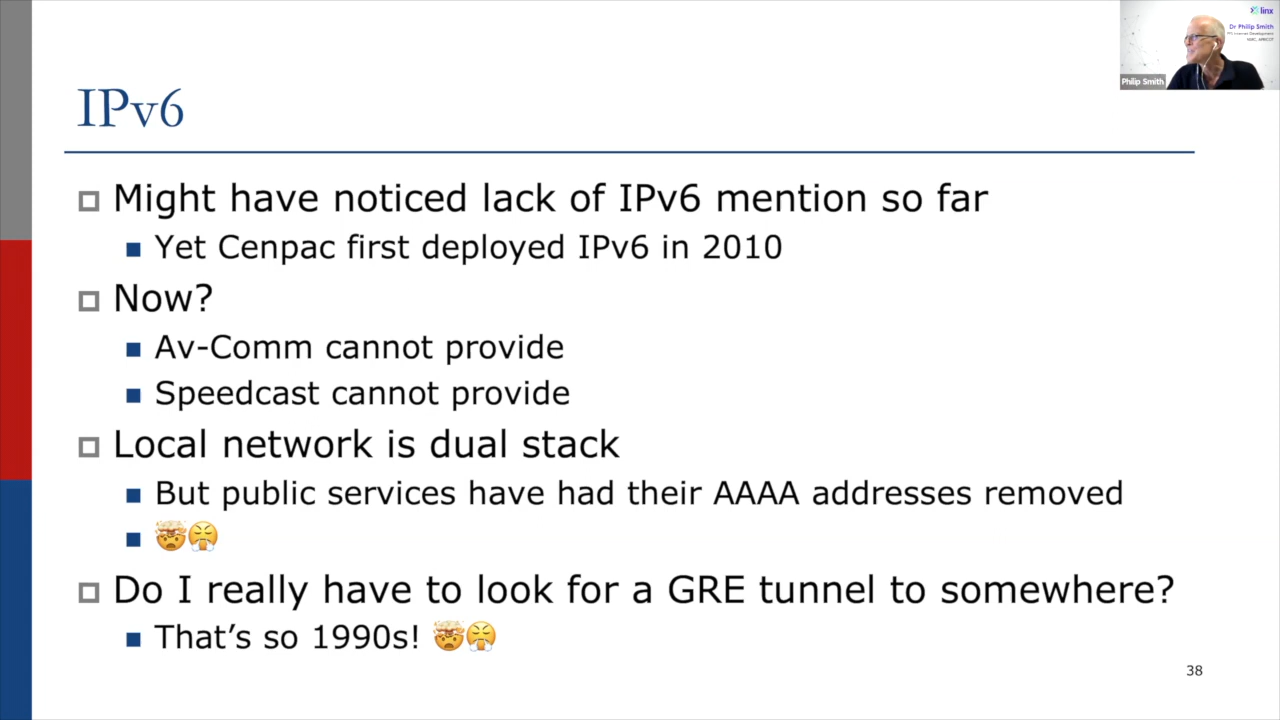 linx
Dr Philip Smith
Philip Smith
IPv6
Might have noticed lack of IPv6 mention so far
Yet Cenpac first deployed IPv6 in 2010
Now?
Av-Comm cannot provide
Speedcast cannot provide
Local network is dual stack
But public services have had their AAAA addresses removed
🤯😤
Do I really have to look for a GRE tunnel to somewhere?
That’s so 1990s! 🤯😤
38